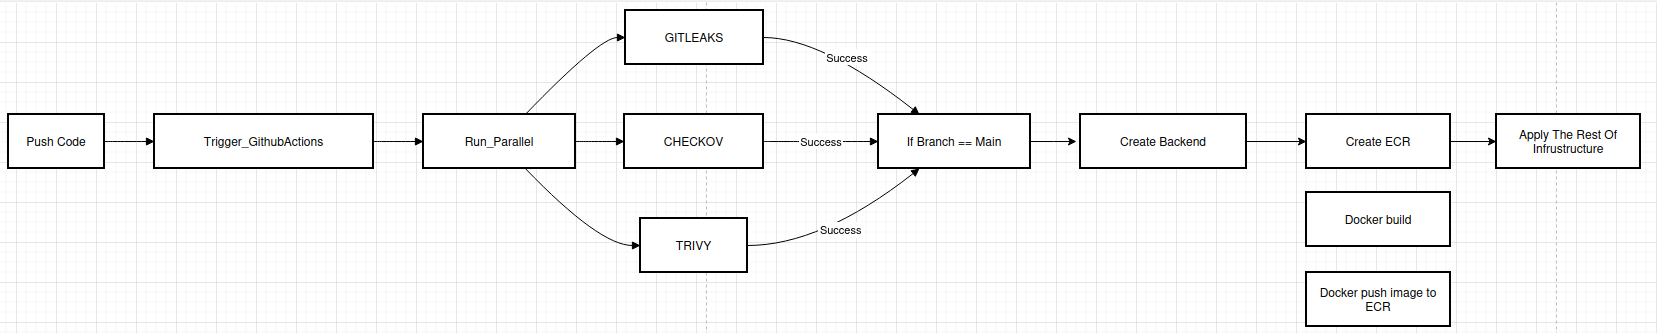 GITLEAKS
Success
Push Code
Trigger_GithubActions
Run_Parallel
CHECKOV
Success
If Branch == Main
Create Backend
Create ECR
Apply The Rest Of
Infrustructure
Docker build
Success
TRIVY
Docker push image to
ECR